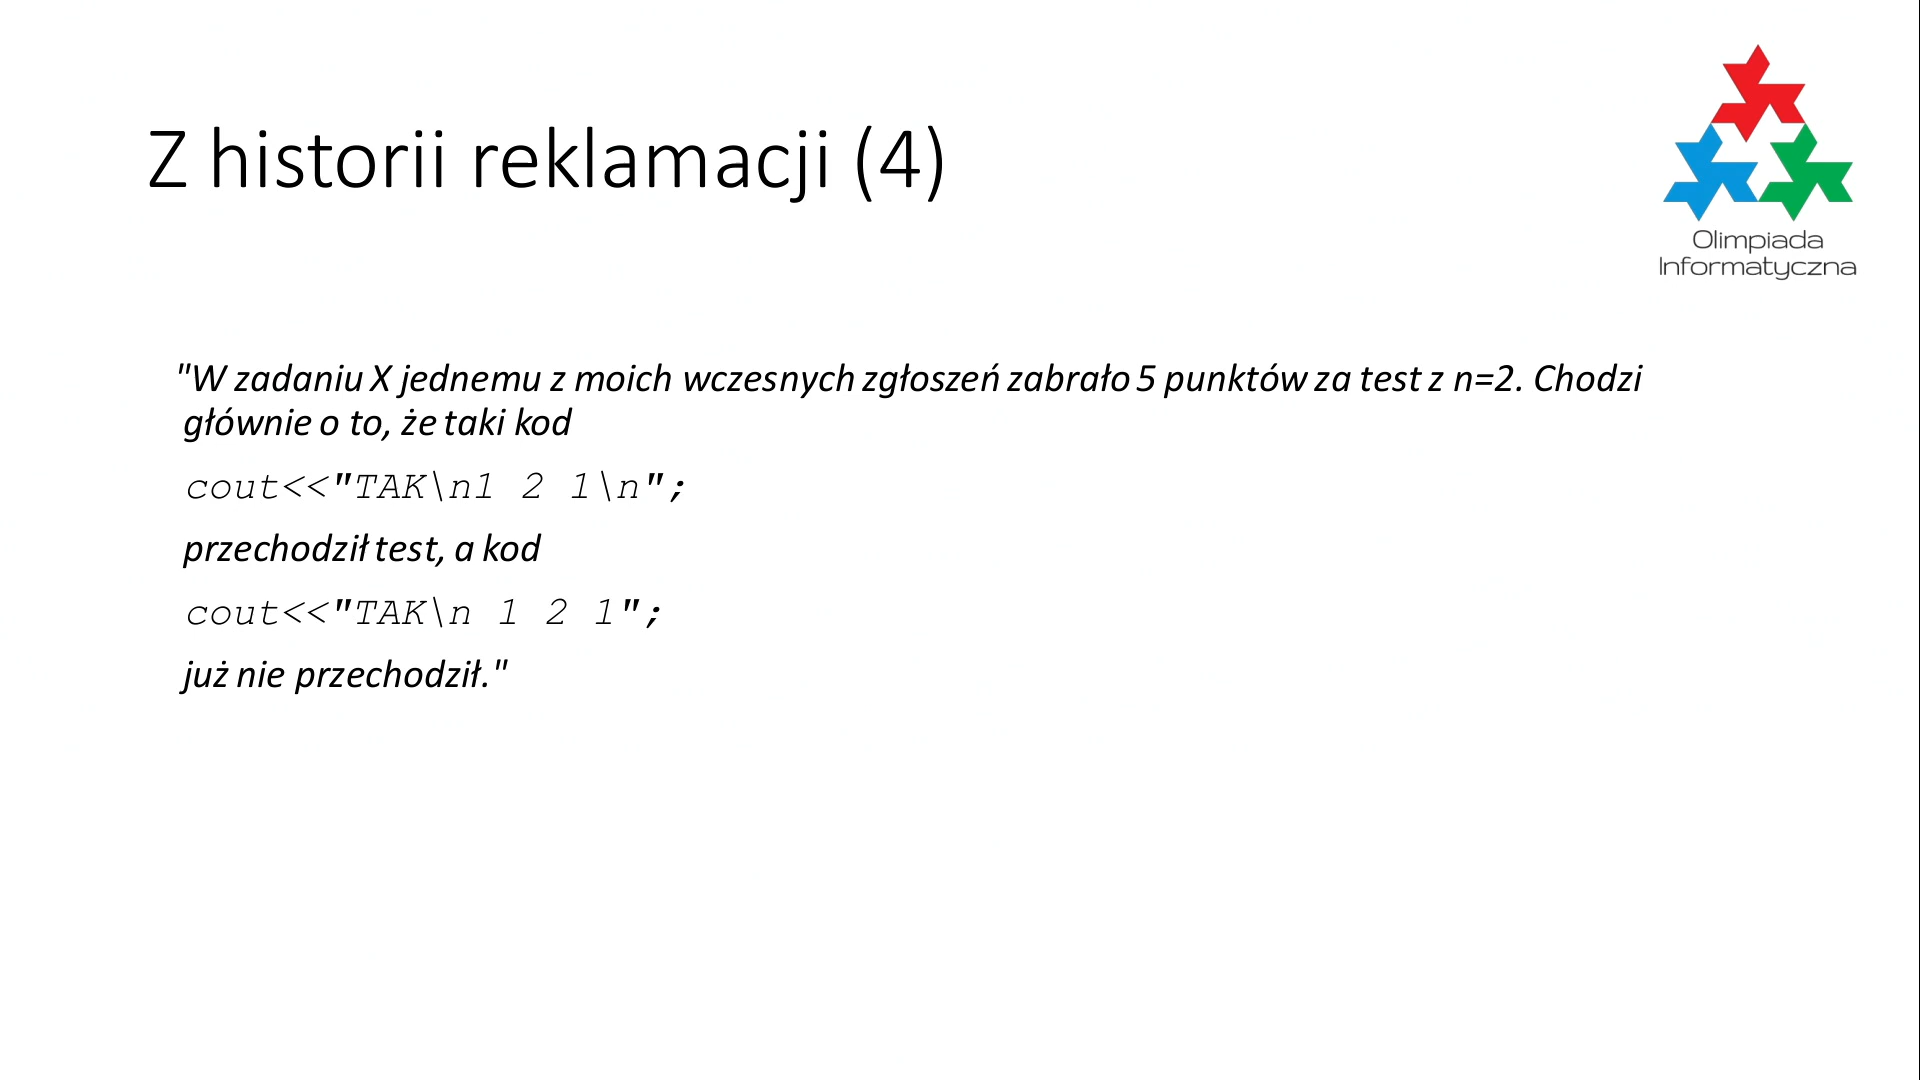 Z historii reklamacji (4)
Olimpiada
Informatyczna
"W zadaniu X jednemu z moich wczesnych zgłoszeń zabrało 5 punktów za test z n=2. Chodzi
głównie o to, że taki kod
cout<<"TAK\n1 2 1\n";
przechodził test, a kod
cout<<"TAK\n 1 2 1";
już nie przechodził."